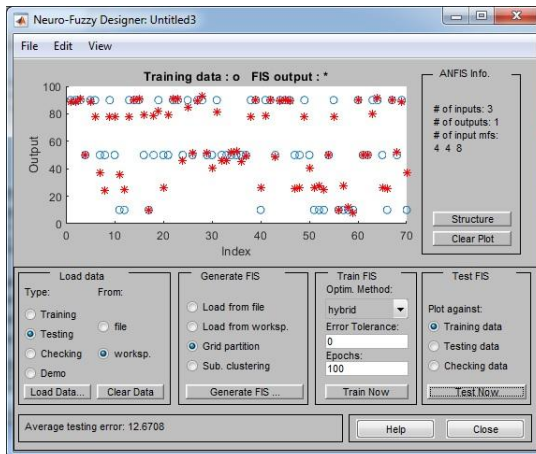 Neuro-Fuzzy Designer: Untitled3
File Edit View
Training data : o FIS output : *
100
80
60
40
20
0
Output
0 10 20 30 40 50 60 70
Index
ANFIS Info.
# of inputs: 3
# of outputs: 1
# of input mfs:
4 4 8
Structure
Clear Plot
Load data
Type: From:
Training
Testing
Checking
Demo
file
worksp.
Load Data... Clear Data
Generate FIS
Load from file
Load from worksp.
Grid partition
Sub. clustering
Generate FIS ...
Train FIS
Optim. Method:
hybrid
Error Tolerance:
0
Epochs:
100
Train Now
Test FIS
Plot against:
Training data
Testing data
Checking data
Test Now
Average testing error: 12.6708
Help Close